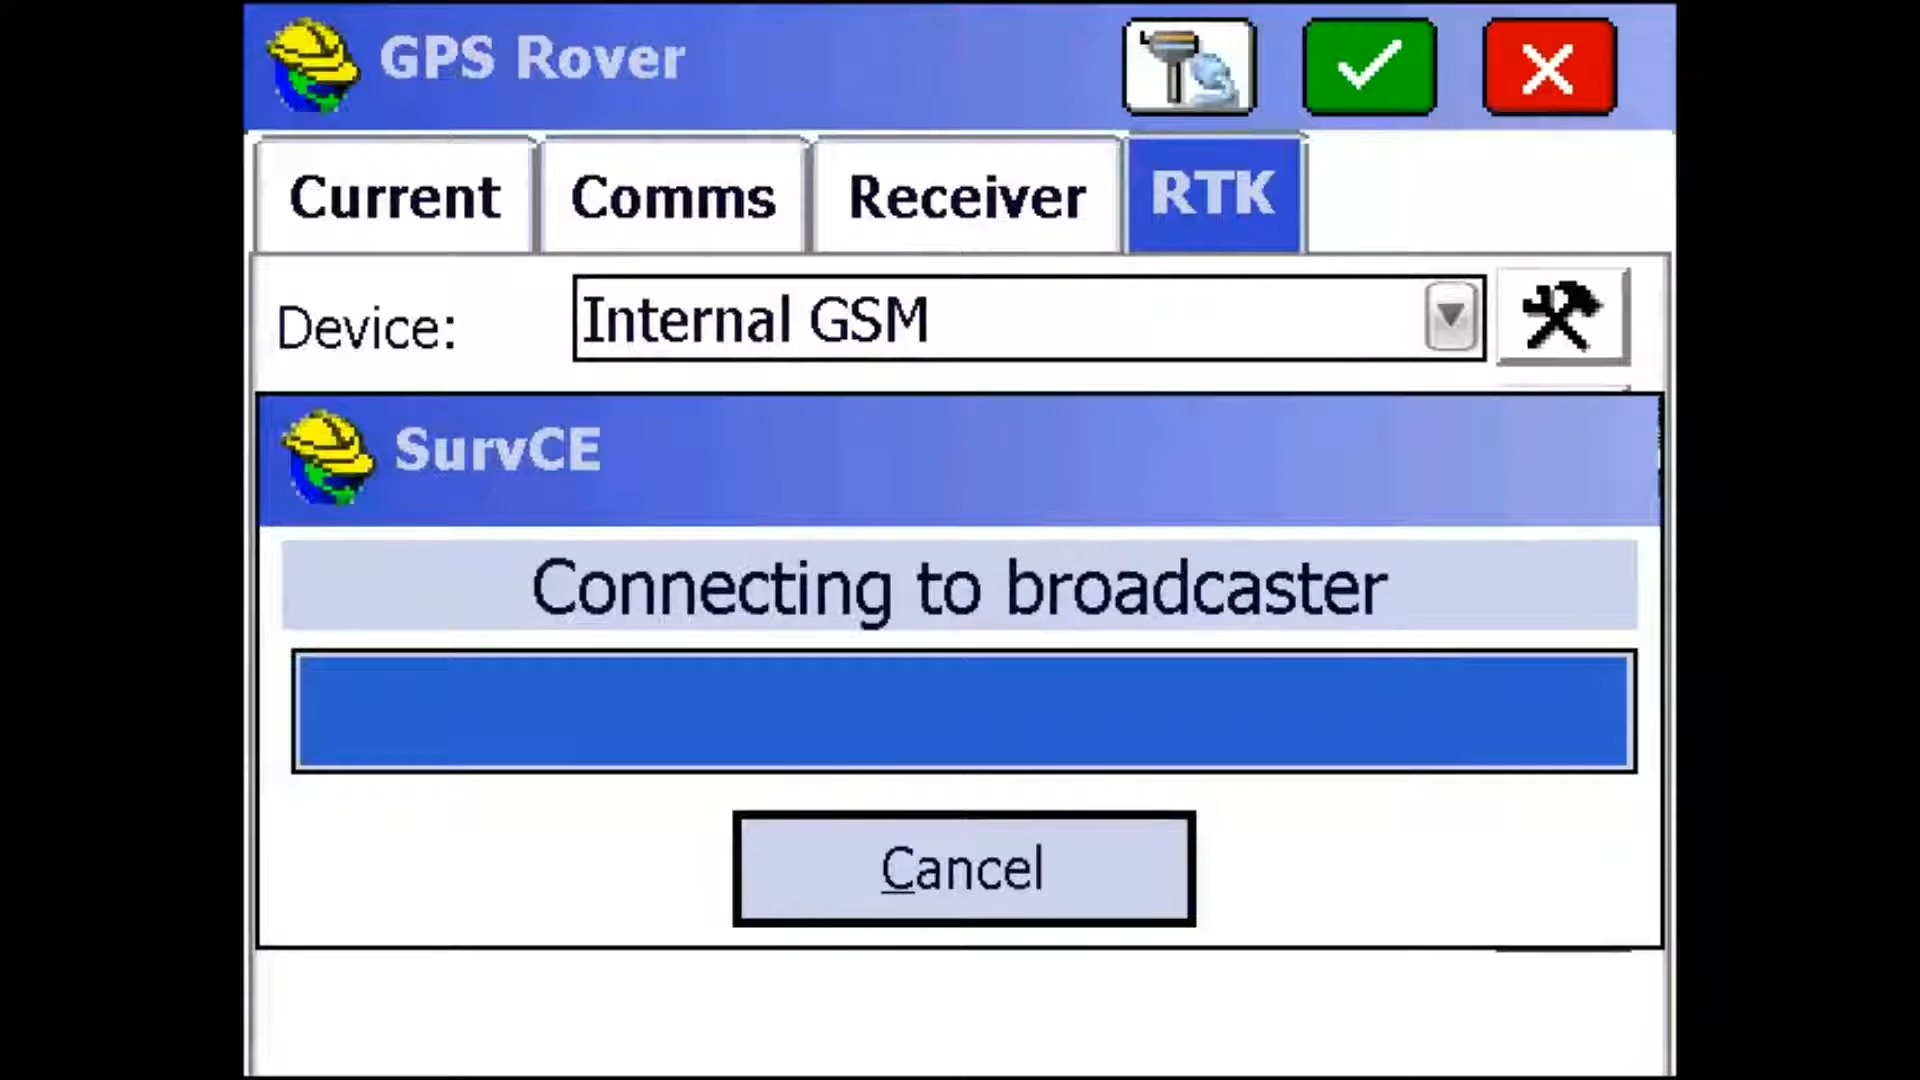 GPS Rover
Current Comms Receiver RTK
Device: Internal GSM
SurvCE
Connecting to broadcaster
Cancel